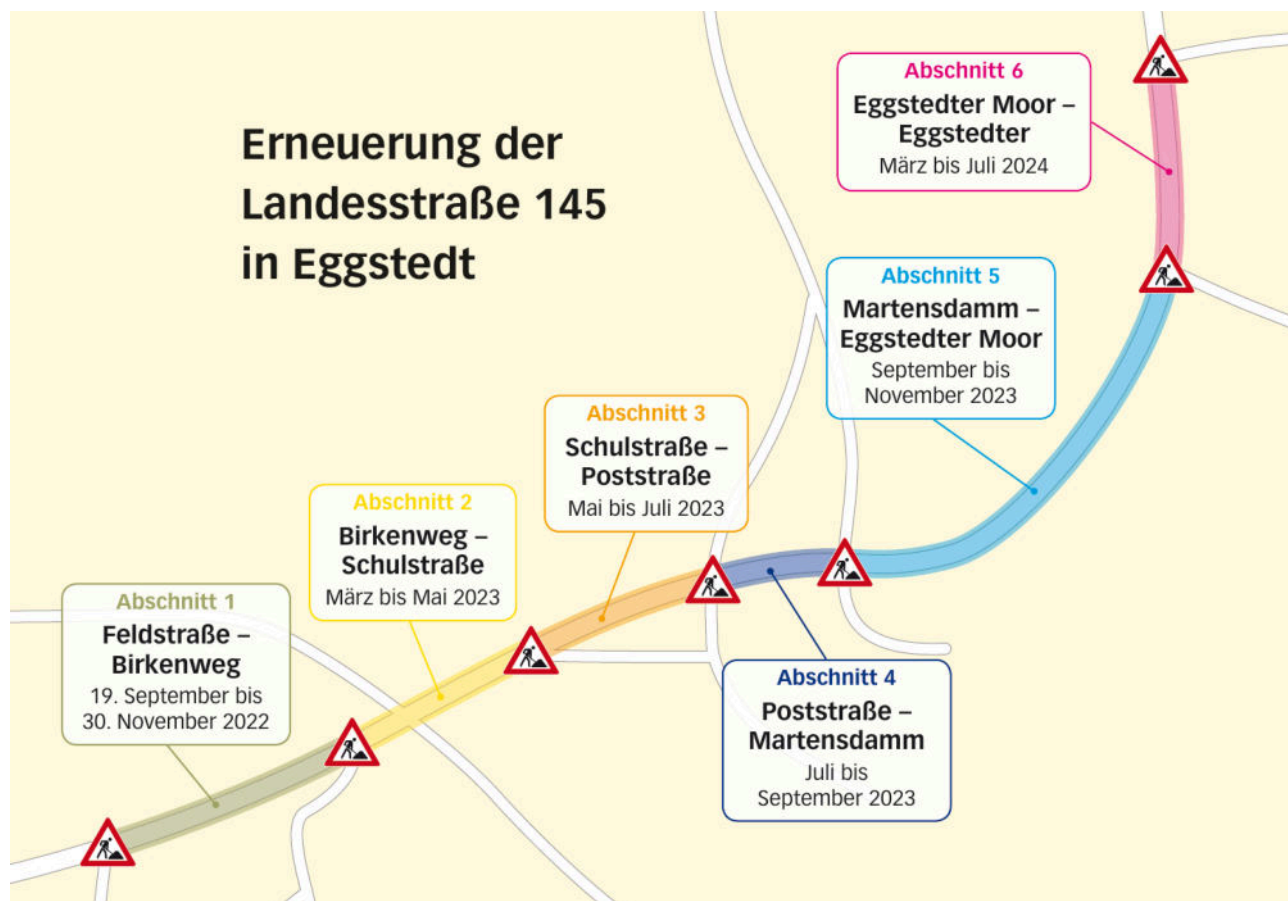 Erneuerung der
Landesstraße 145
in Eggstedt
Abschnitt 1
Feldstraße –
Birkenweg
19. September bis
30. November 2022
Abschnitt 2
Birkenweg –
Schulstraße
März bis Mai 2023
Abschnitt 3
Schulstraße –
Poststraße
Mai bis Juli 2023
Abschnitt 4
Poststraße –
Martensdamm
Juli bis
September 2023
Abschnitt 5
Martensdamm –
Eggstedter Moor
September bis
November 2023
Abschnitt 6
Eggstedter Moor –
Eggstedter
März bis Juli 2024